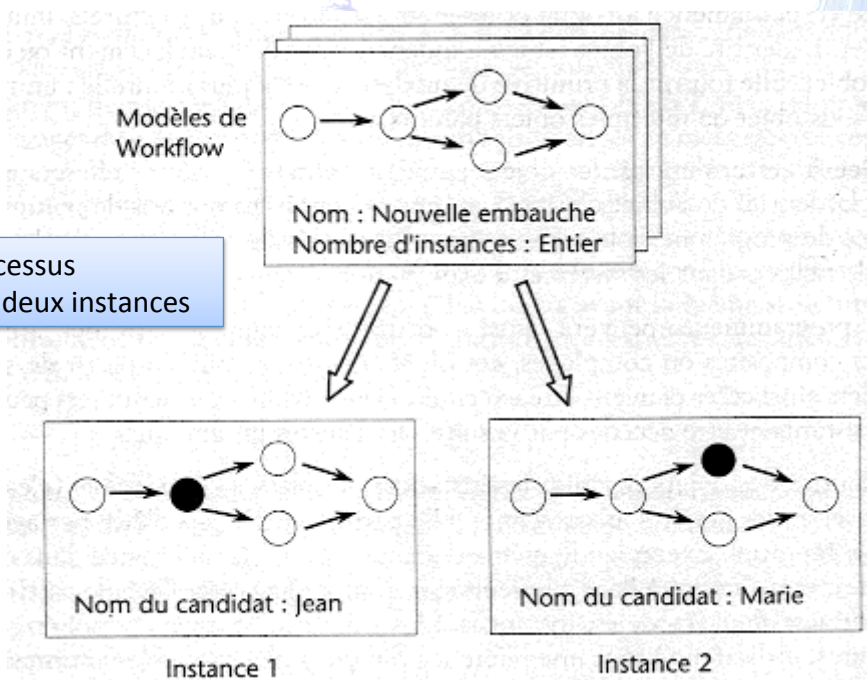 Modèles de
Workflow
Nom : Nouvelle embauche
Nombre d'instances : Entier
cessus
deux instances
Nom du candidat : Jean
Nom du candidat : Marie
Instance 1
Instance 2